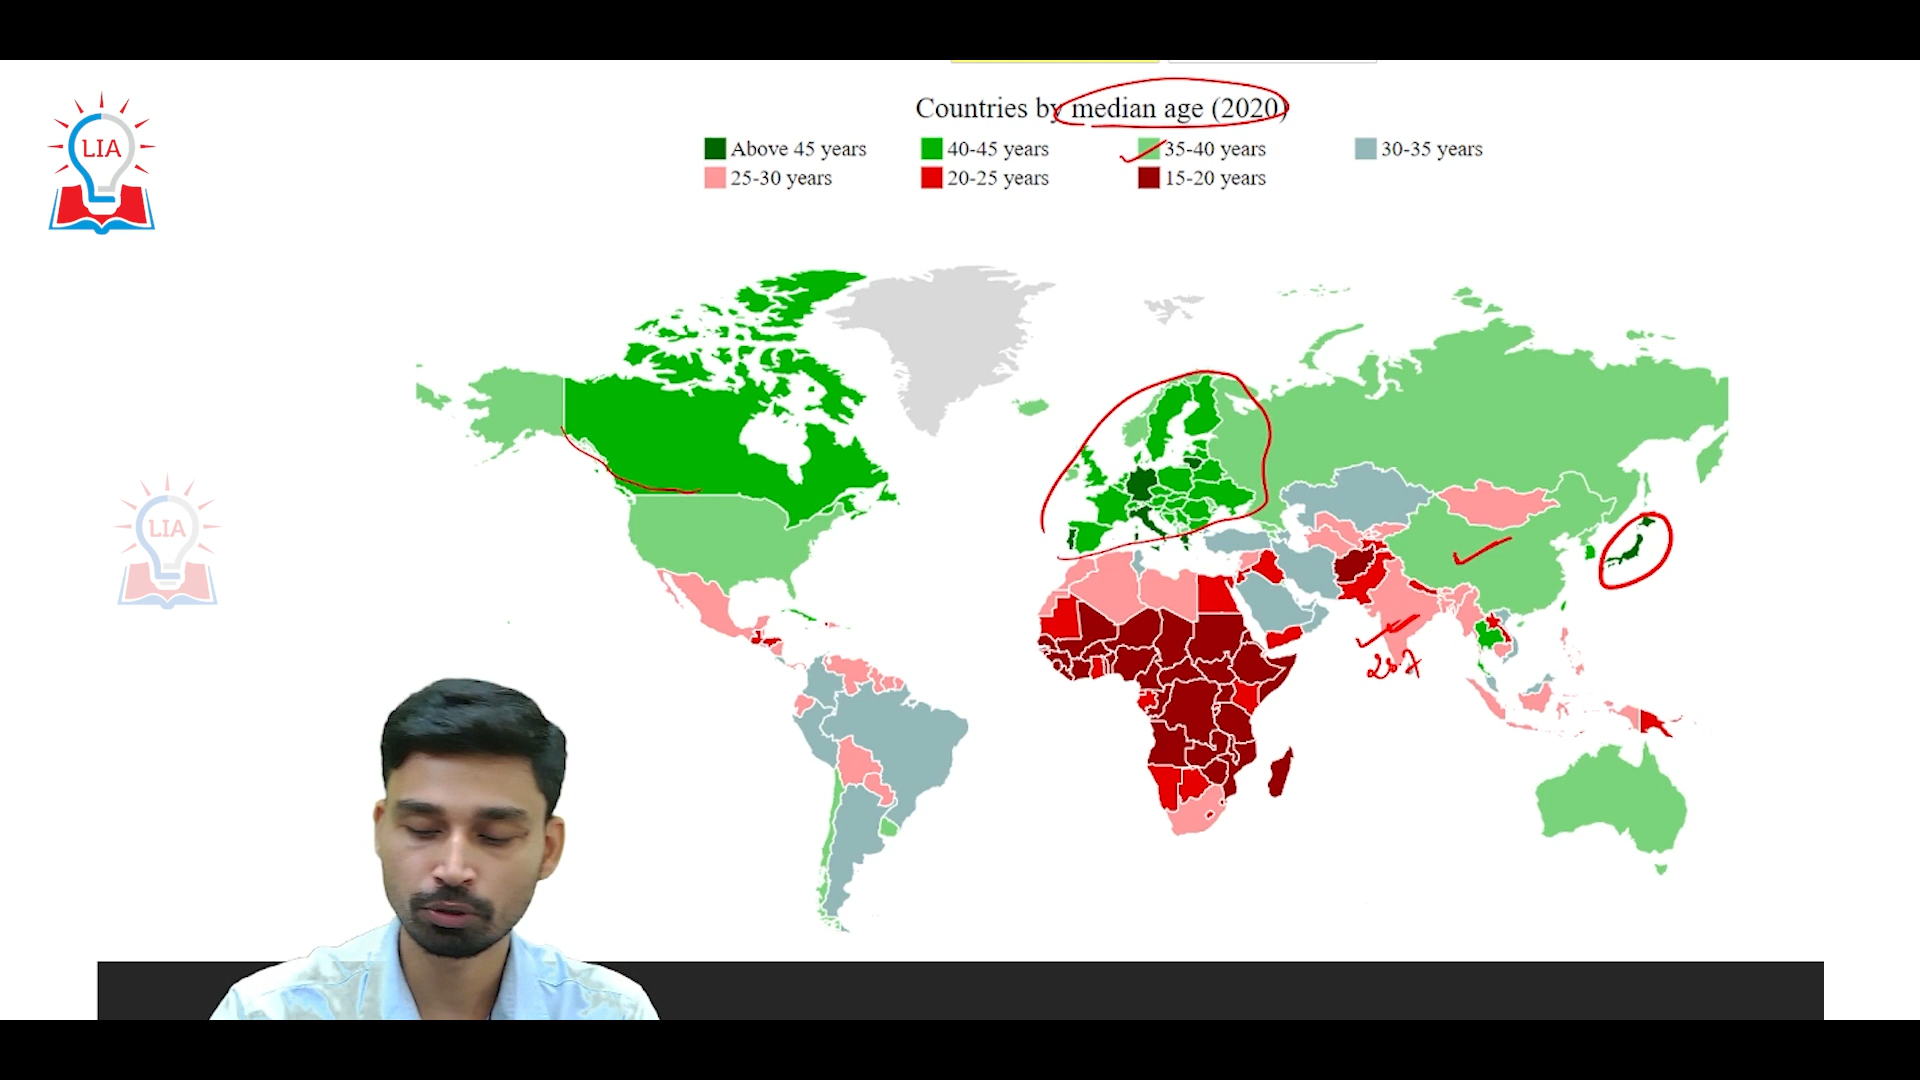 LIA
Countries by median age (2020)
Above 45 years 40-45 years 35-40 years 30-35 years
25-30 years 20-25 years 15-20 years
LIA
28.7